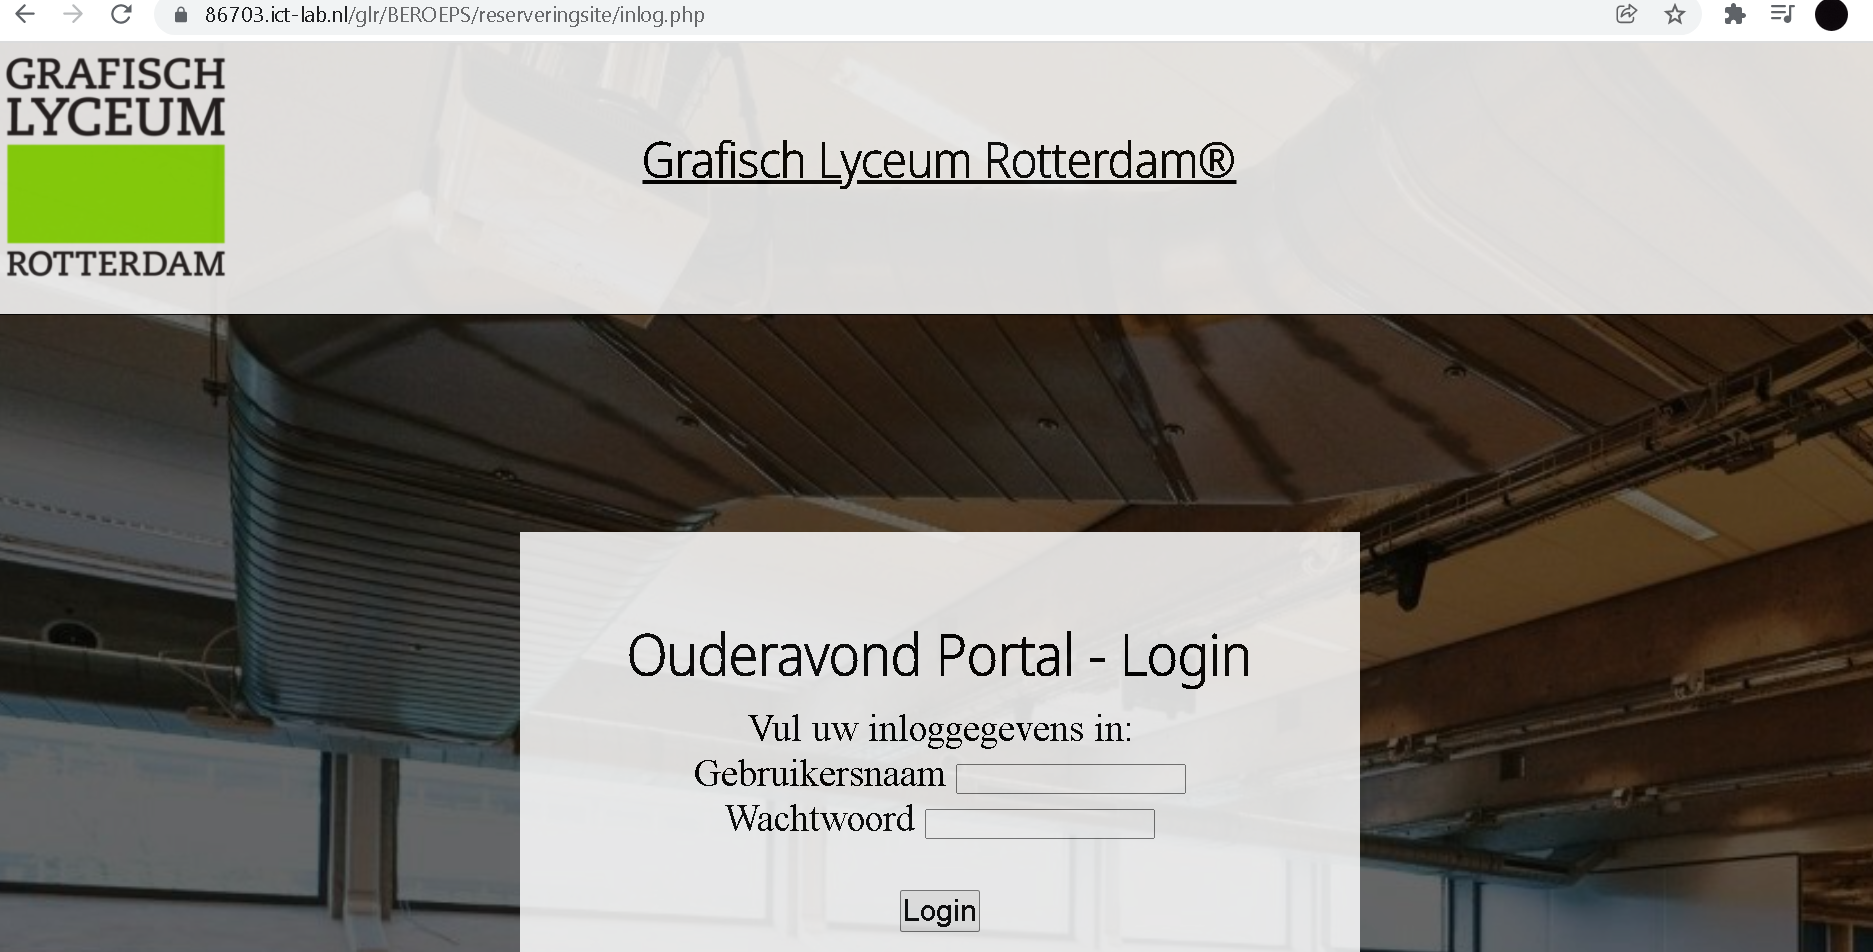 86703.ict-lab.nl/glr/BEROEPS/reserveringsite/inlog.php
GRAFISCH
LYCEUM
ROTTERDAM
Grafisch Lyceum Rotterdam®
Ouderavond Portal - Login
Vul uw inloggegevens in:
Gebruikersnaam
Wachtwoord
Login